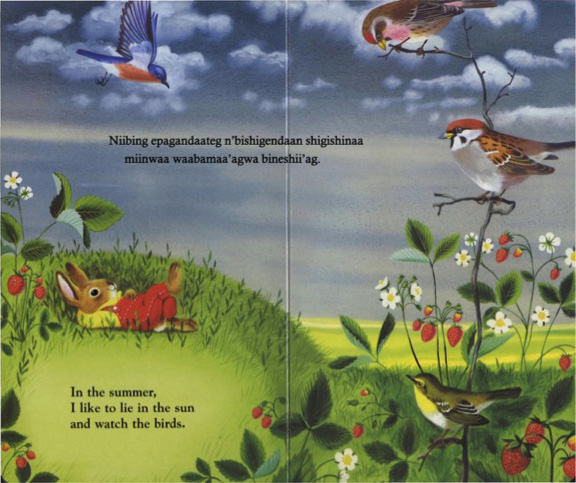 Niibing epagandaateg n'bishigendaan shigishinaa
miinwaa waabamaa'agwa bineshii'ag.
In the summer,
I like to lie in the sun
and watch the birds.